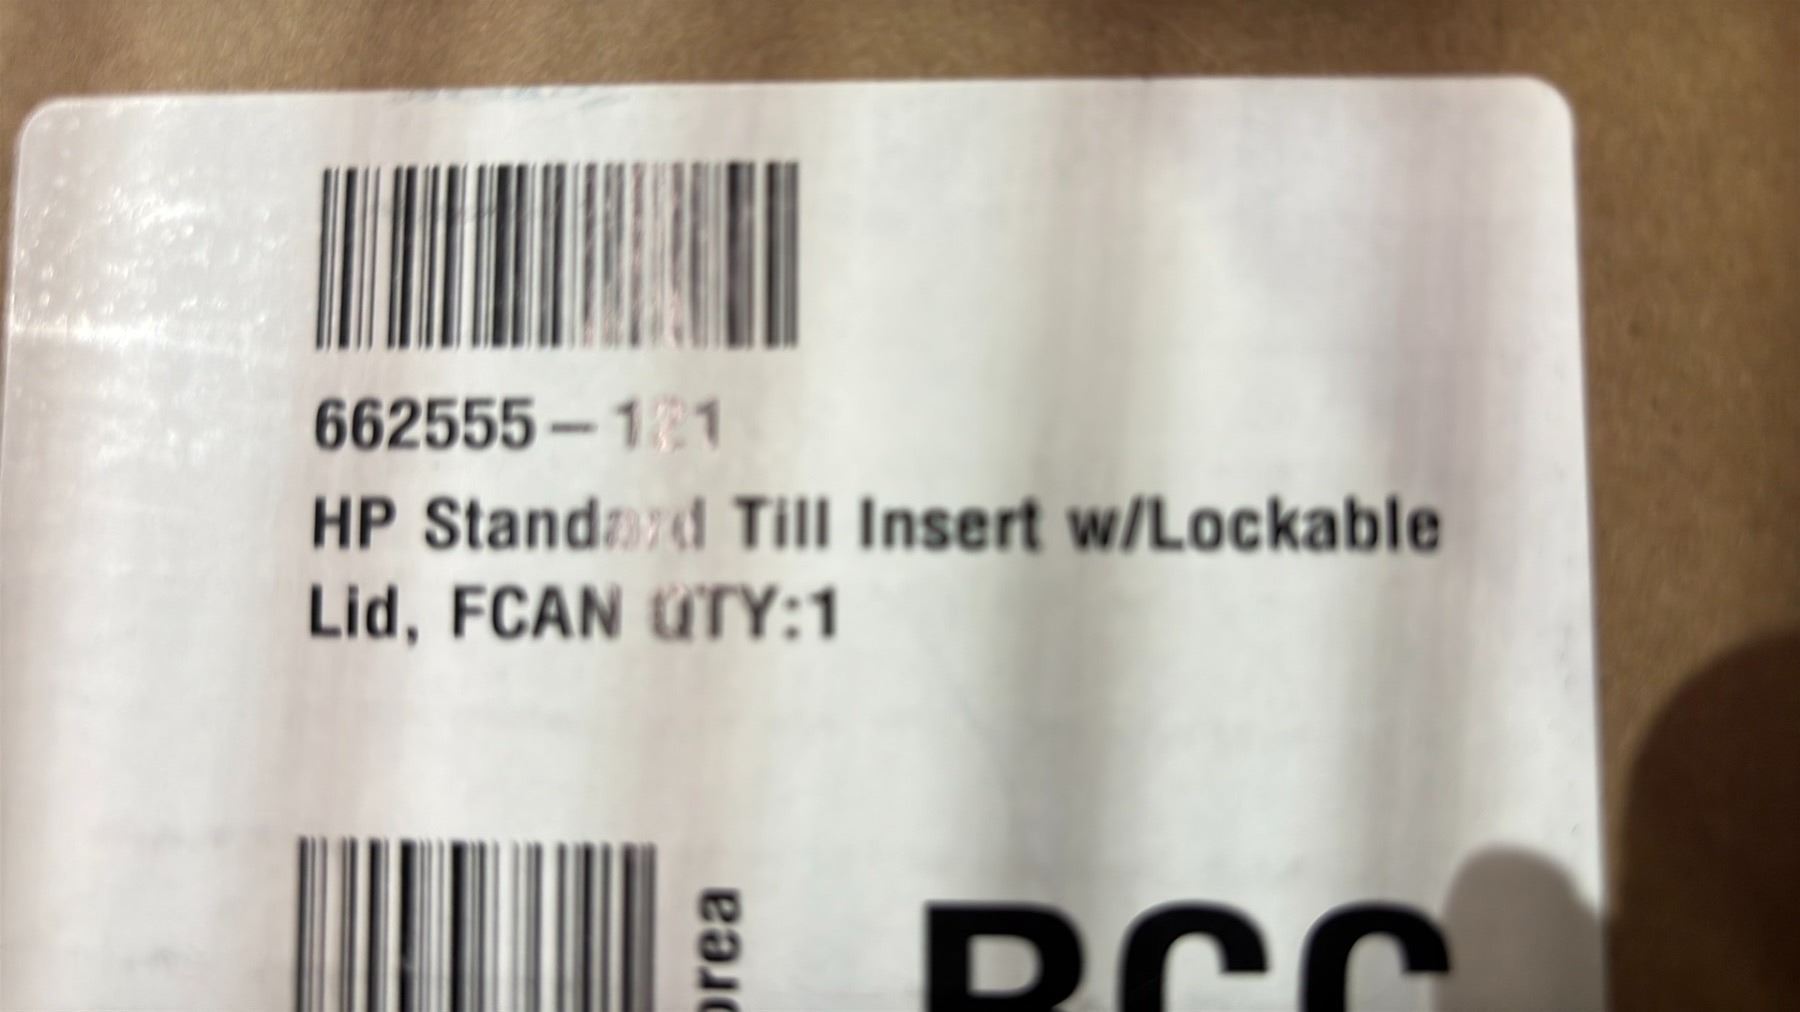 662555-121
HP Standard Till Insert w/Lockable
Lid, FCAN QTY:1